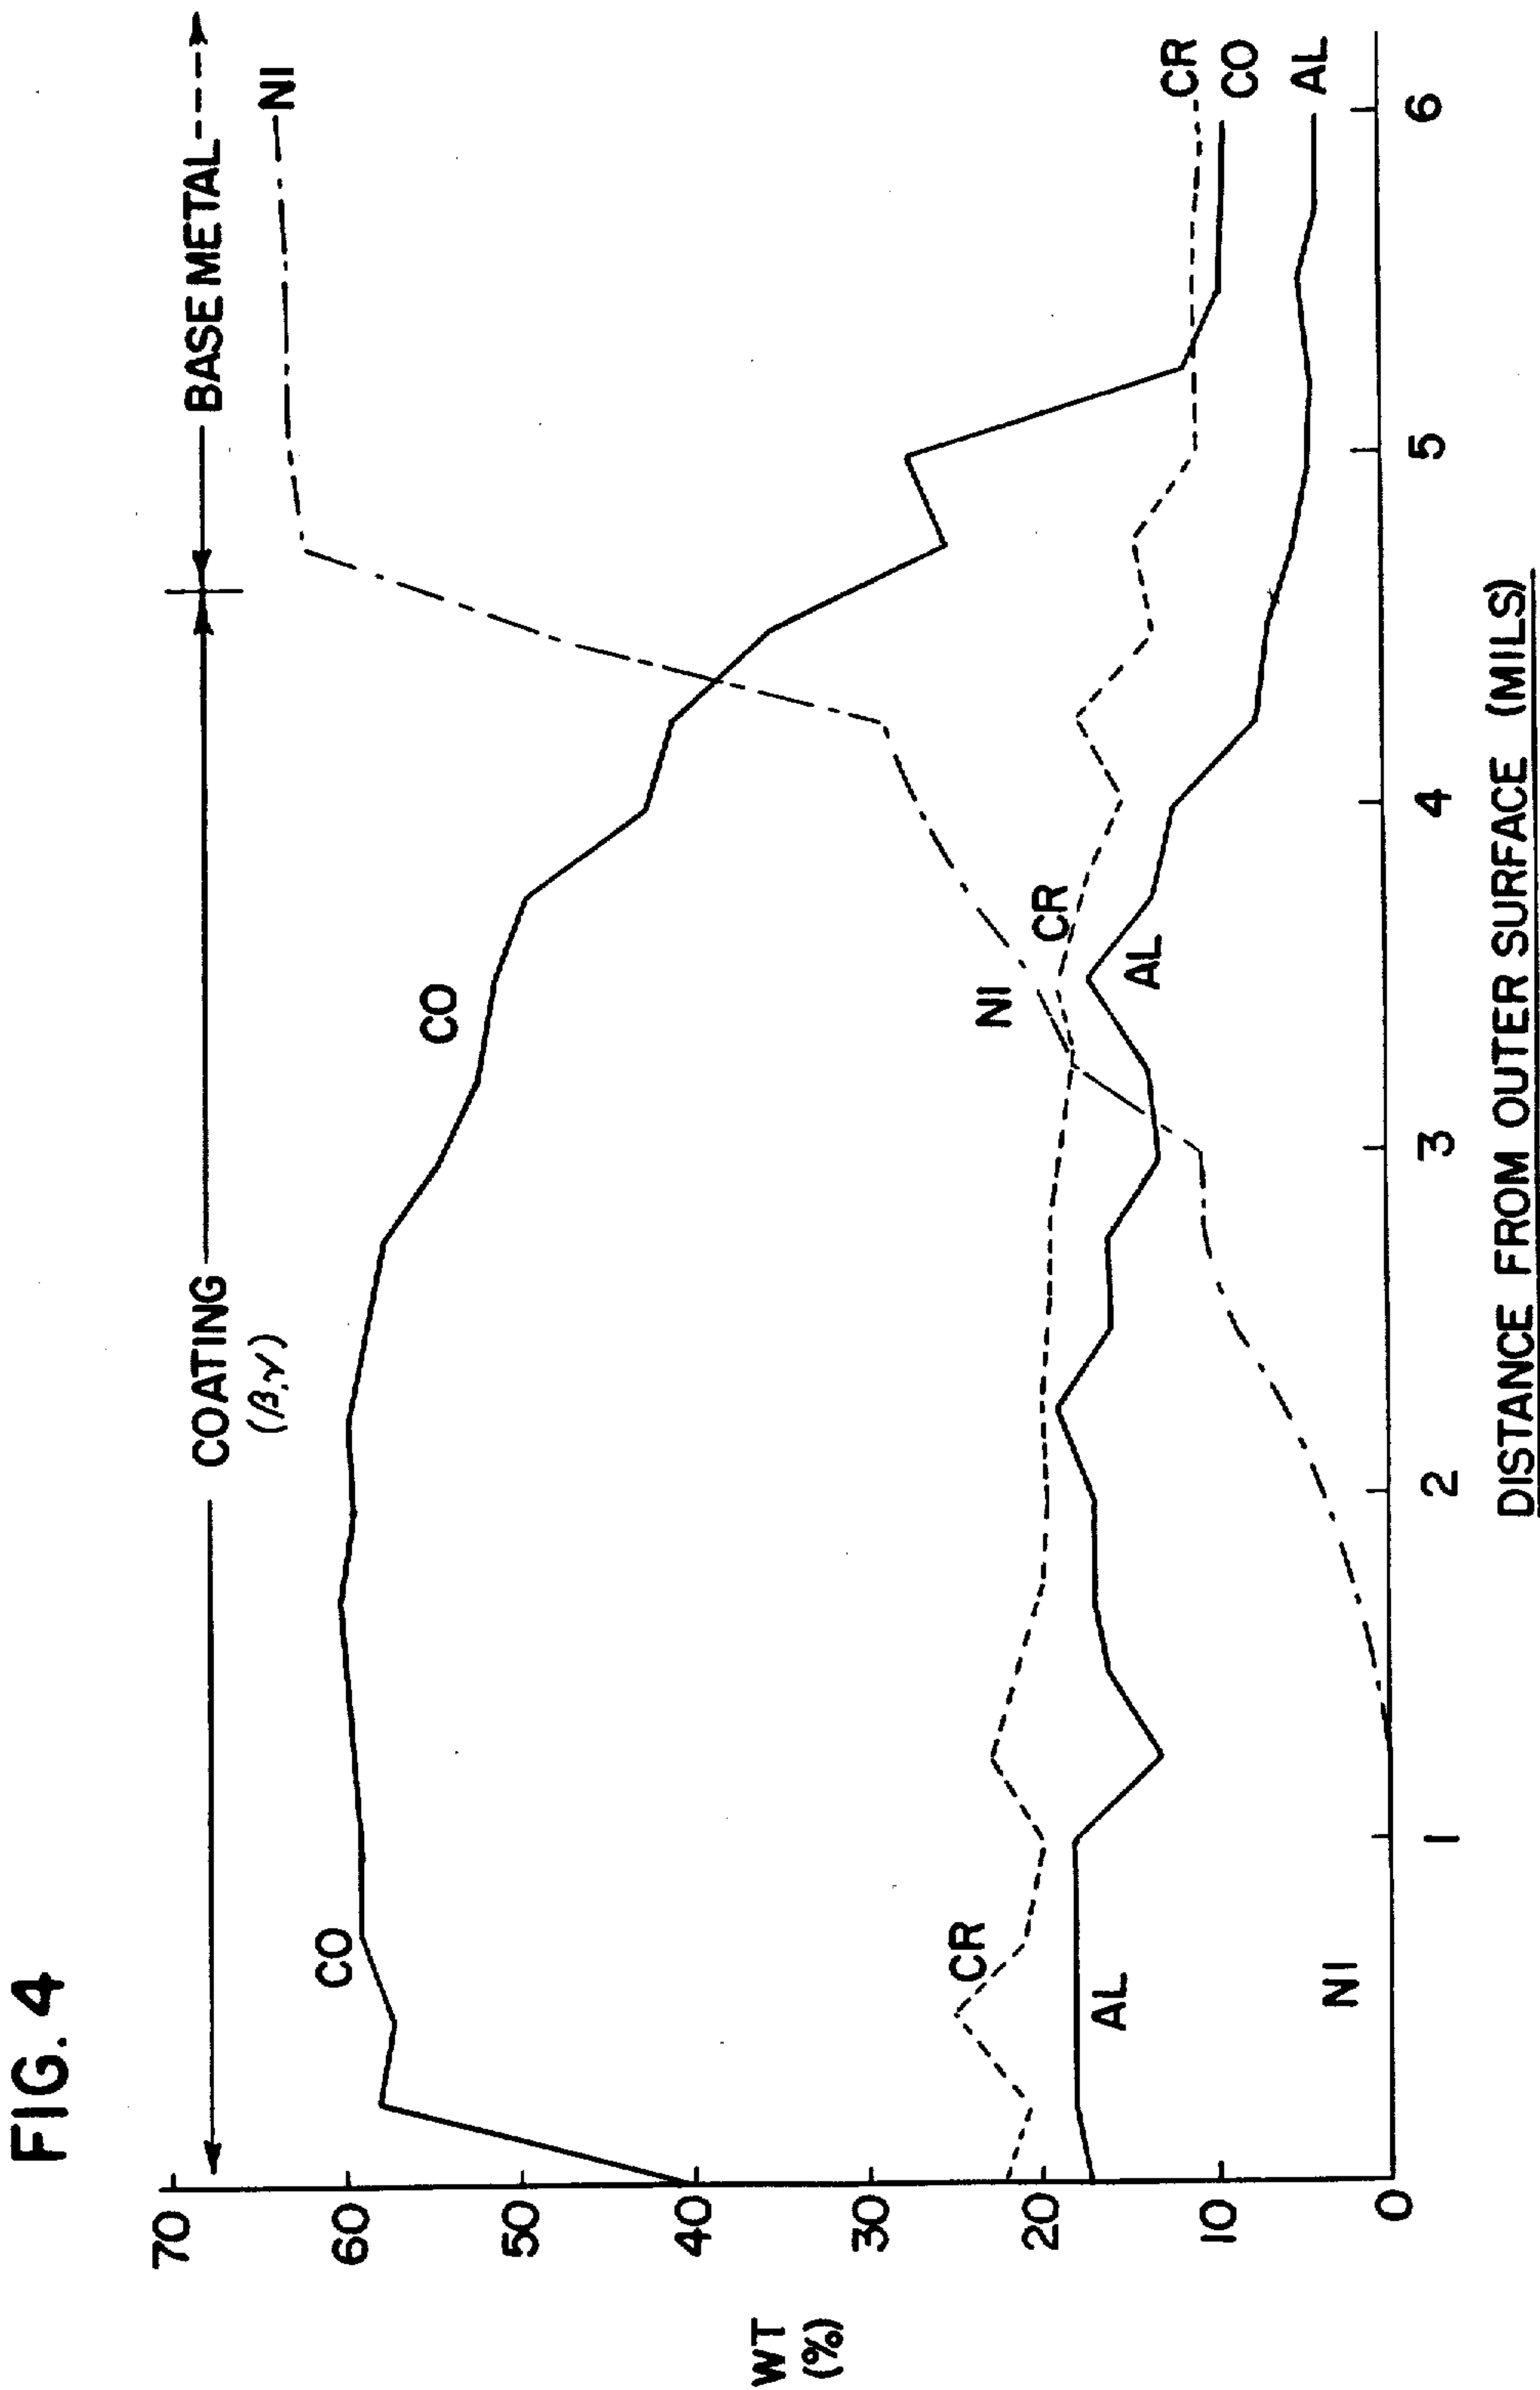 FIG. 4
COATING
(β,γ)
BASE METAL
NI
CO
CO
CR
CR
NI
CR
CO
AL
AL
AL
NI
WT
(%)
70
60
50
40
30
20
10
0
1
2
3
4
5
6
DISTANCE FROM OUTER SURFACE (MILS)